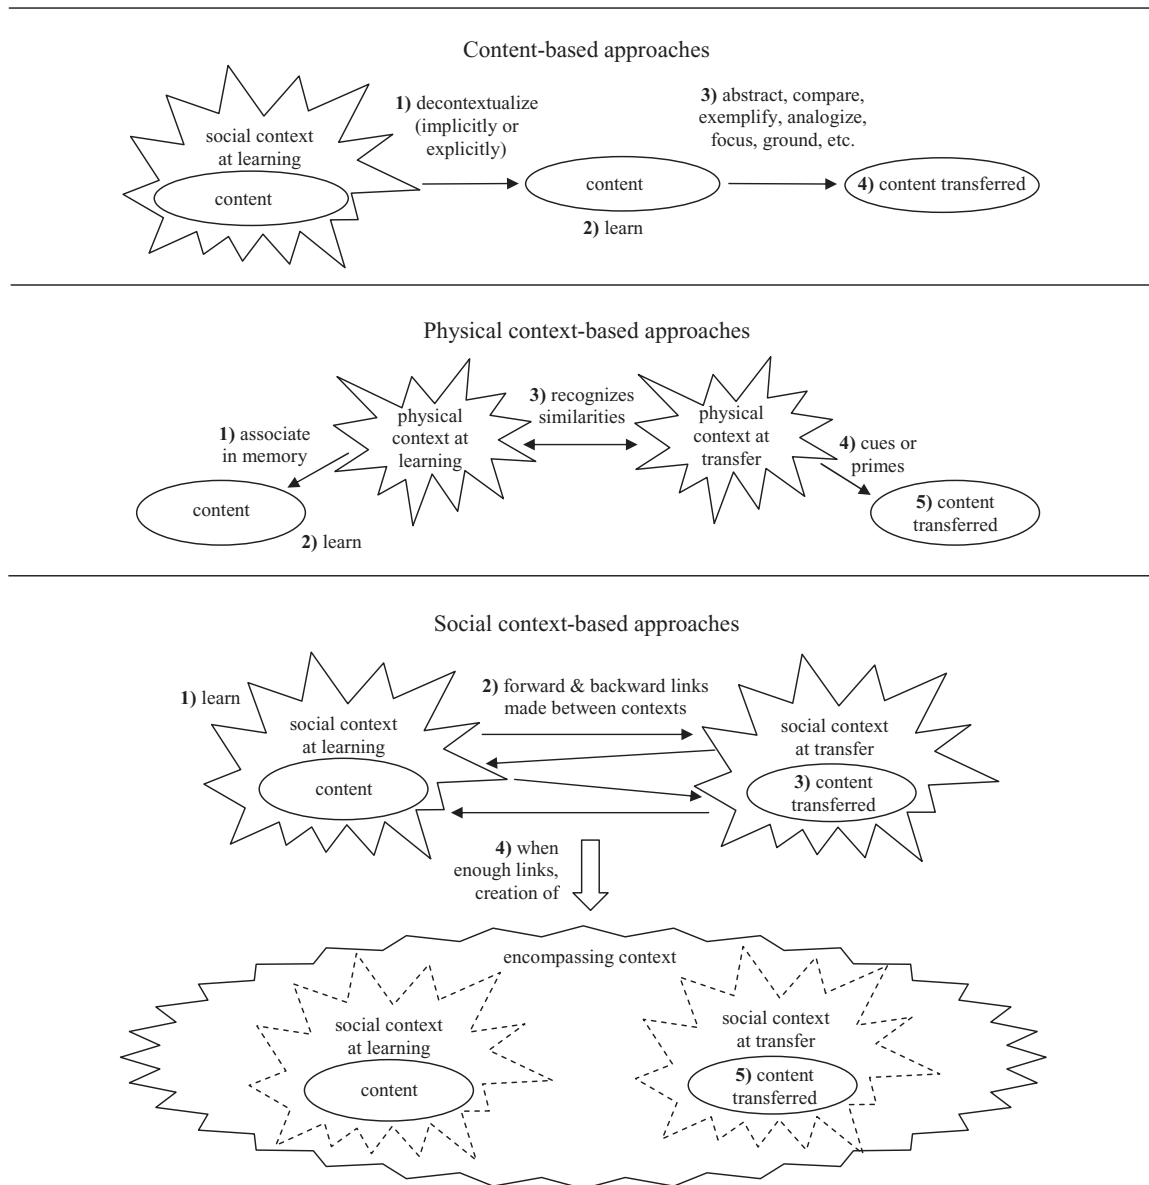 Content-based approaches
social context
at learning
content
1) decontextualize
(implicitly or
explicitly)
content
2) learn
3) abstract, compare,
exemplify, analogize,
focus, ground, etc.
4) content transferred
Physical context-based approaches
1) associate
in memory
content
2) learn
physical
context at
learning
3) recognizes
similarities
physical
context at
transfer
4) cues or
primes
5) content
transferred
Social context-based approaches
1) learn
social context
at learning
content
2) forward & backward links
made between contexts
social context
at transfer
3) content
transferred
4) when
enough links,
creation of
encompassing context
social context
at learning
content
social context
at transfer
5) content
transferred